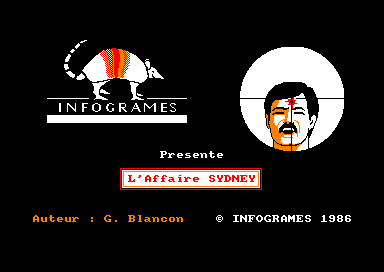 INFOGRAMES
Presente
L'Affaire SYDNEY
Auteur : G. Blancon © INFOGRAMES 1986